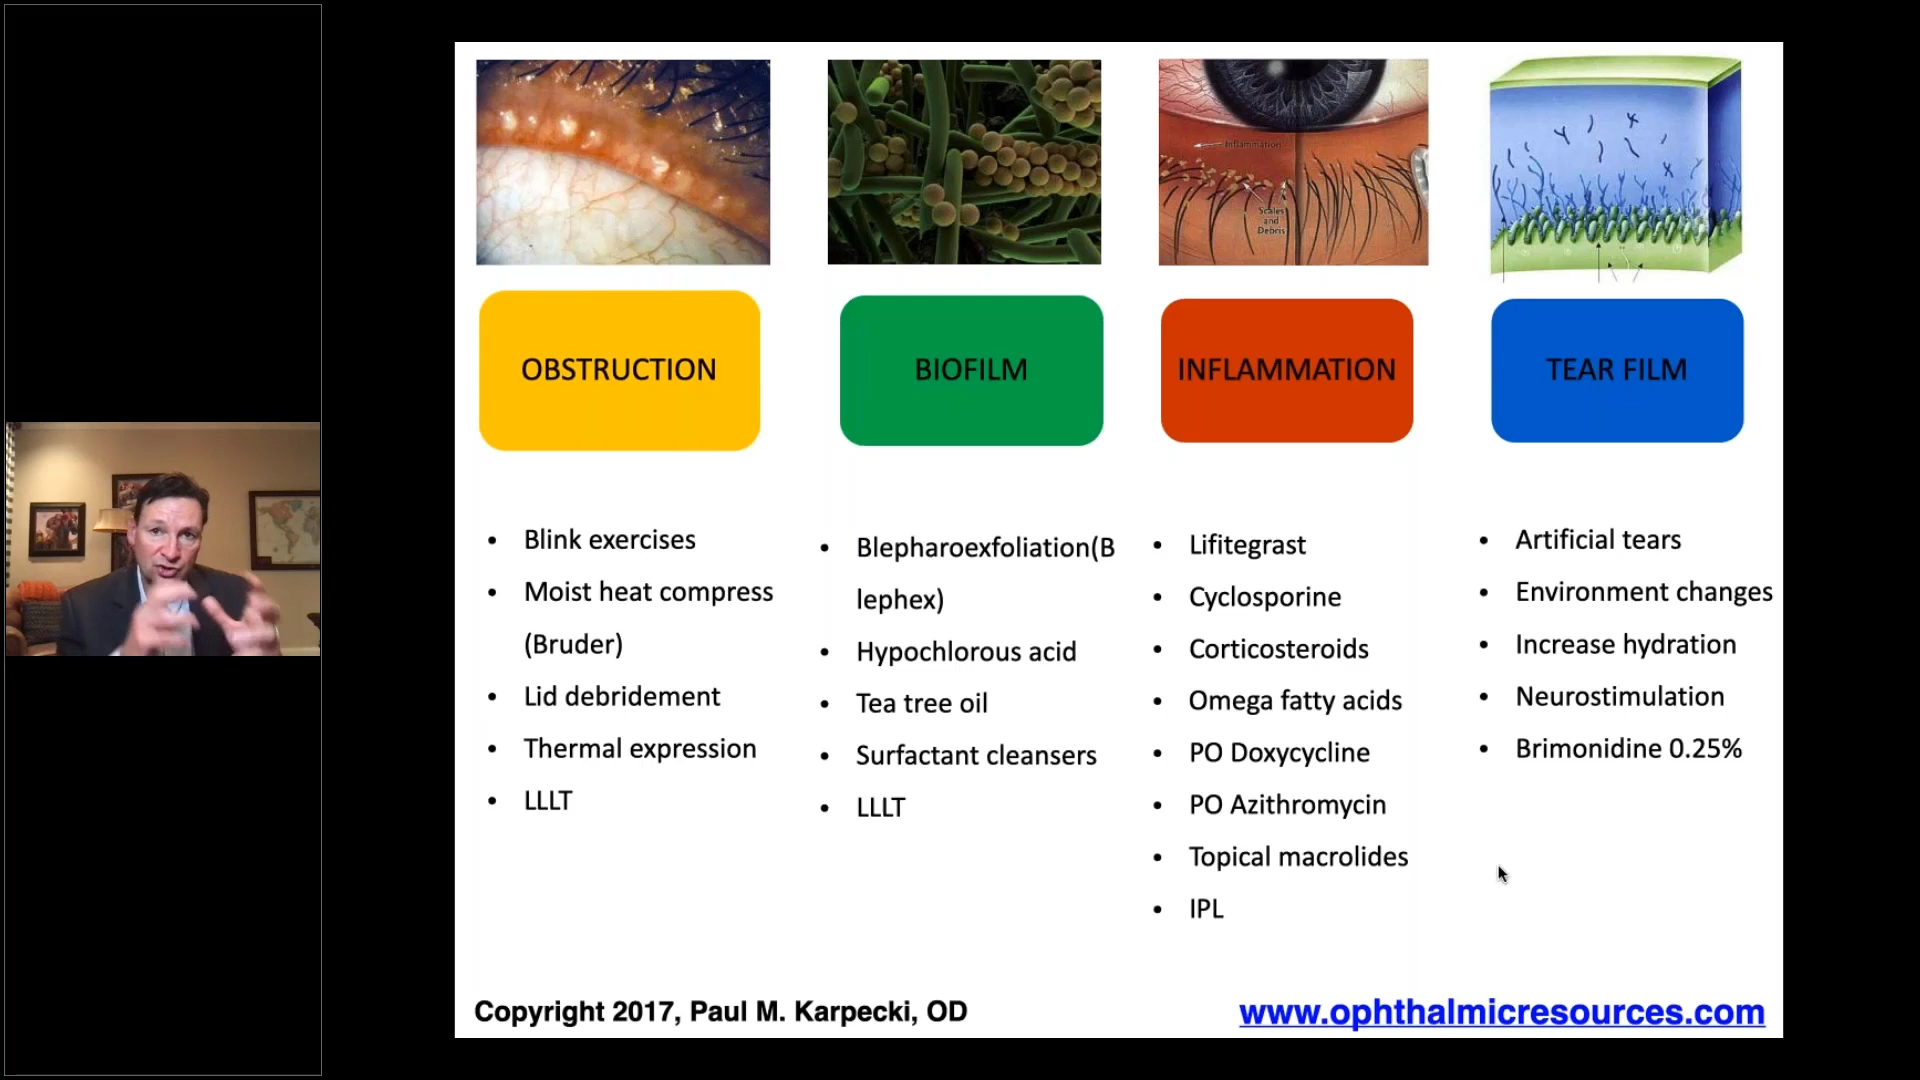 Inflammation
Scales
and
Debris
OBSTRUCTION
BIOFILM
INFLAMMATION
TEAR FILM
• Blink exercises
• Moist heat compress
(Bruder)
• Lid debridement
• Thermal expression
• LLLT
• Blepharoexfoliation(B
lephex)
• Hypochlorous acid
• Tea tree oil
• Surfactant cleansers
• LLLT
• Lifitegrast
• Cyclosporine
• Corticosteroids
• Omega fatty acids
• PO Doxycycline
• PO Azithromycin
• Topical macrolides
• IPL
• Artificial tears
• Environment changes
• Increase hydration
• Neurostimulation
• Brimonidine 0.25%
Copyright 2017, Paul M. Karpecki, OD
www.ophthalmicresources.com